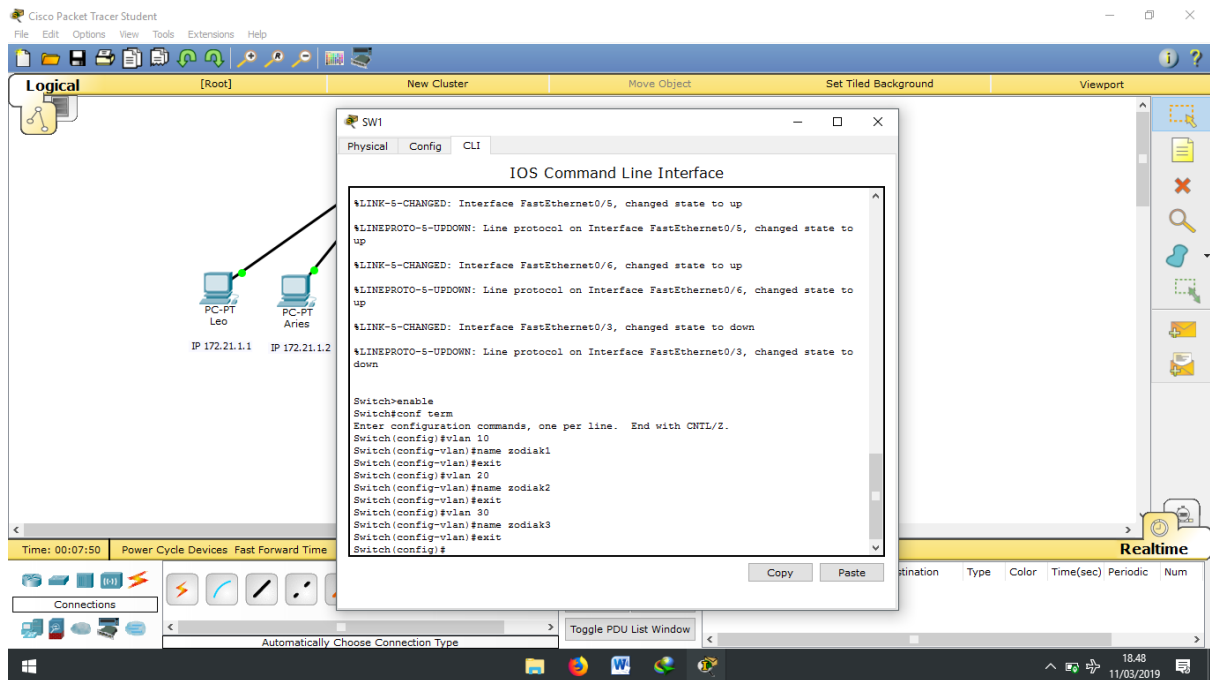 Cisco Packet Tracer Student
File Edit Options View Tools Extensions Help
Logical
[Root]
New Cluster
Move Object
Set Tiled Background
Viewport
SW1
Physical Config CLI
IOS Command Line Interface
%LINK-5-CHANGED: Interface FastEthernet0/5, changed state to up
%LINEPROTO-5-UPDOWN: Line protocol on Interface FastEthernet0/5, changed state to
up
%LINK-5-CHANGED: Interface FastEthernet0/6, changed state to up
%LINEPROTO-5-UPDOWN: Line protocol on Interface FastEthernet0/6, changed state to
up
%LINK-5-CHANGED: Interface FastEthernet0/3, changed state to down
%LINEPROTO-5-UPDOWN: Line protocol on Interface FastEthernet0/3, changed state to
down
Switch>enable
Switch#conf term
Enter configuration commands, one per line. End with CNTL/Z.
Switch(config)#vlan 10
Switch(config-vlan)#name zodiak1
Switch(config-vlan)#exit
Switch(config)#vlan 20
Switch(config-vlan)#name zodiak2
Switch(config-vlan)#exit
Switch(config)#vlan 30
Switch(config-vlan)#name zodiak3
Switch(config-vlan)#exit
Switch(config)#
Copy
Paste
PC-PT
Leo
IP 172.21.1.1
PC-PT
Aries
IP 172.21.1.2
Time: 00:07:50
Power Cycle Devices Fast Forward Time
Realtime
Connections
Automatically Choose Connection Type
Toggle PDU List Window
Type Color Time(sec) Periodic Num
18.48
11/03/2019